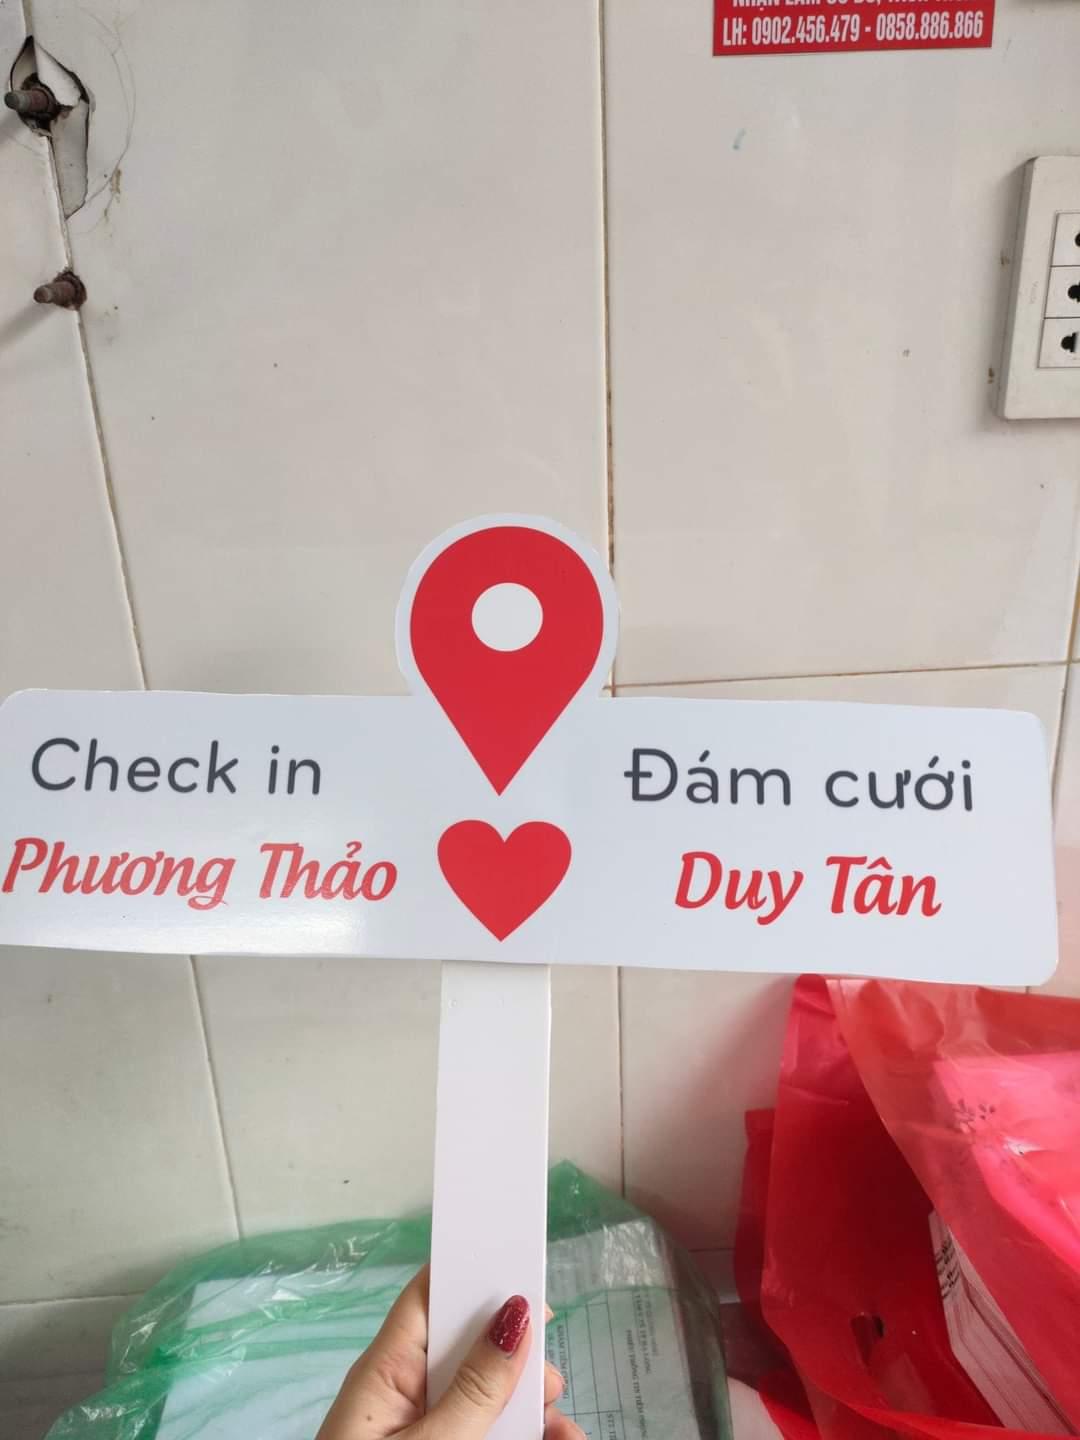 LH: 0902.456.479 - 0858.886.866
Check in
Phương Thảo
Đám cưới
Duy Tân